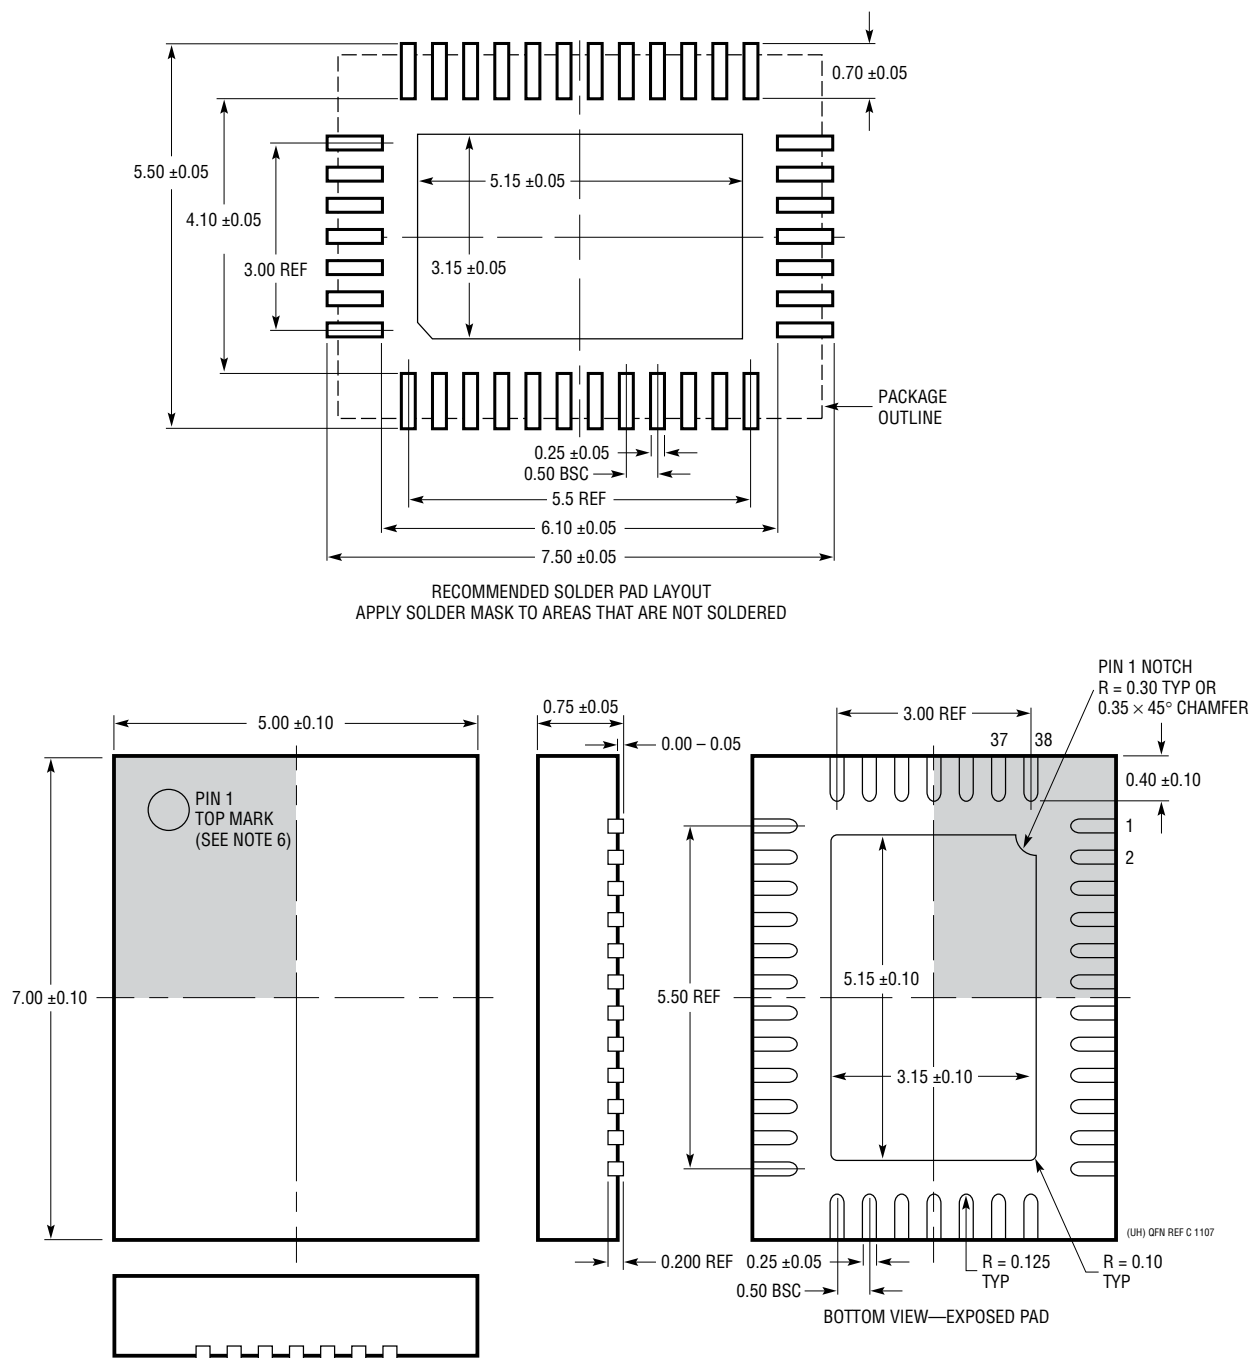 0.70 ±0.05
5.50 ±0.05
5.15 ±0.05
4.10 ±0.05
3.00 REF
3.15 ±0.05
PACKAGE
OUTLINE
0.25 ±0.05
0.50 BSC
5.5 REF
6.10 ±0.05
7.50 ±0.05
RECOMMENDED SOLDER PAD LAYOUT
APPLY SOLDER MASK TO AREAS THAT ARE NOT SOLDERED
PIN 1 NOTCH
R = 0.30 TYP OR
0.35 × 45° CHAMFER
5.00 ±0.10
0.75 ±0.05
3.00 REF
0.00 – 0.05
37
38
0.40 ±0.10
PIN 1
TOP MARK
(SEE NOTE 6)
1
2
7.00 ±0.10
5.50 REF
5.15 ±0.10
3.15 ±0.10
(UH) QFN REF C 1107
0.200 REF
0.25 ±0.05
0.50 BSC
R = 0.125
TYP
R = 0.10
TYP
BOTTOM VIEW—EXPOSED PAD